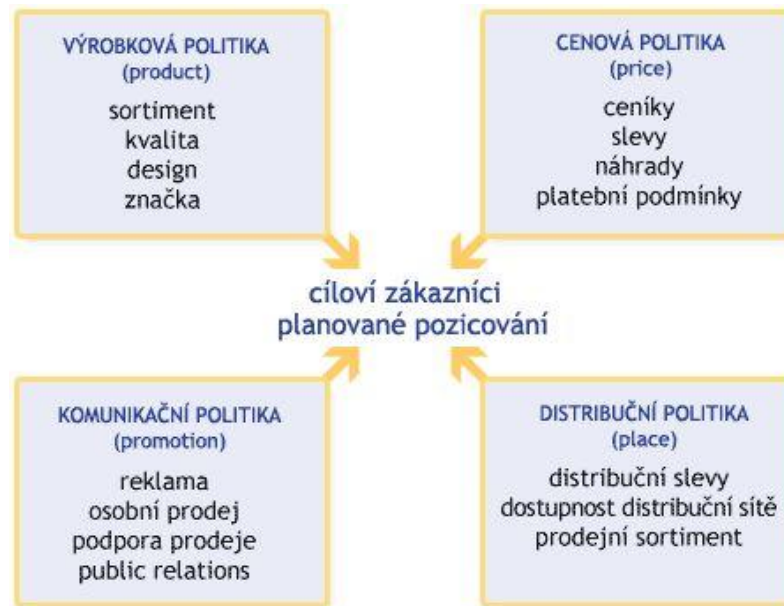 VÝROBKOVÁ POLITIKA
(product)
sortiment
kvalita
design
značka
CENOVÁ POLITIKA
(price)
ceníky
slevy
náhrady
platební podmínky
cíloví zákazníci
planované pozicování
KOMUNIKAČNÍ POLITIKA
(promotion)
reklama
osobní prodej
podpora prodeje
public relations
DISTRIBUČNÍ POLITIKA
(place)
distribuční slevy
dostupnost distribuční sítě
prodejní sortiment